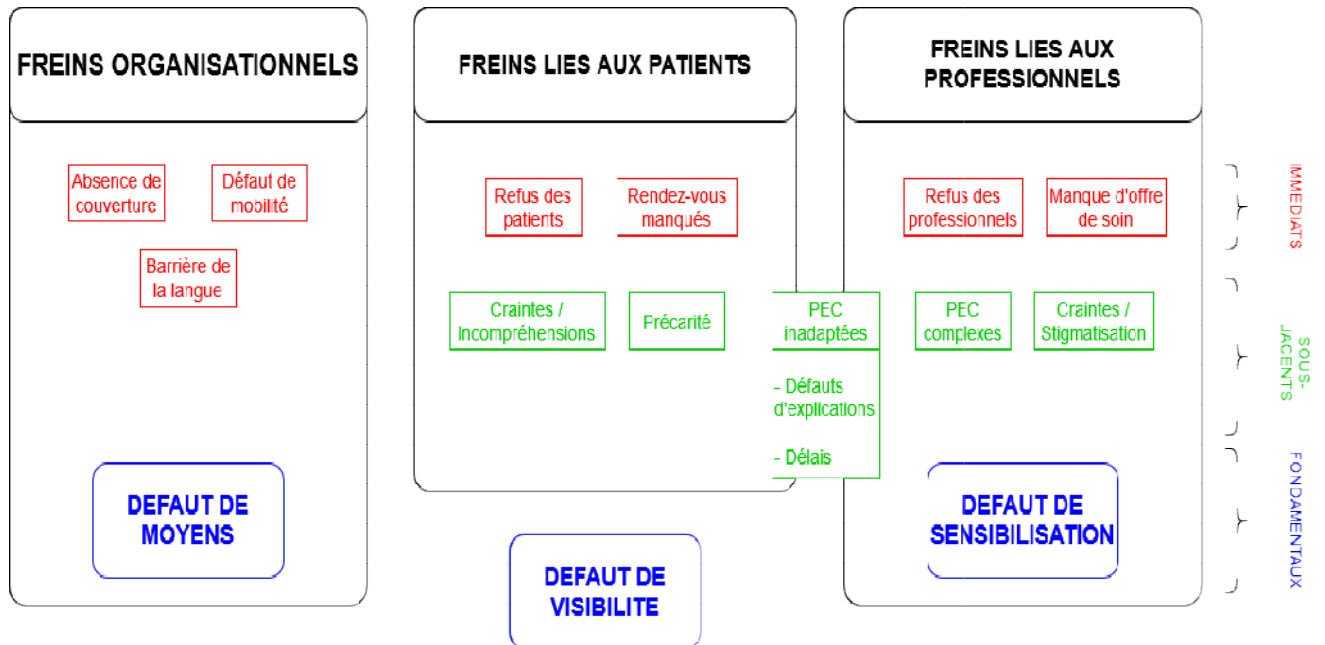 FREINS ORGANISATIONNELS
FREINS LIES AUX PATIENTS
FREINS LIES AUX
PROFESSIONNELS
Absence de
couverture
Défaut de
mobilité
Barrière de
la langue
Refus des
patients
Rendez-vous
manqués
Refus des
professionnels
Manque d'offre
de soin
IMMEDIATS
Craintes /
Incompréhensions
Précarité
PEC
inadaptées
- Défauts
d'explications
- Délais
PEC
complexes
Craintes /
Stigmatisation
SOUS-
JACENTS
DEFAUT DE
MOYENS
DEFAUT DE
VISIBILITE
DEFAUT DE
SENSIBILISATION
FONDAMENTAUX